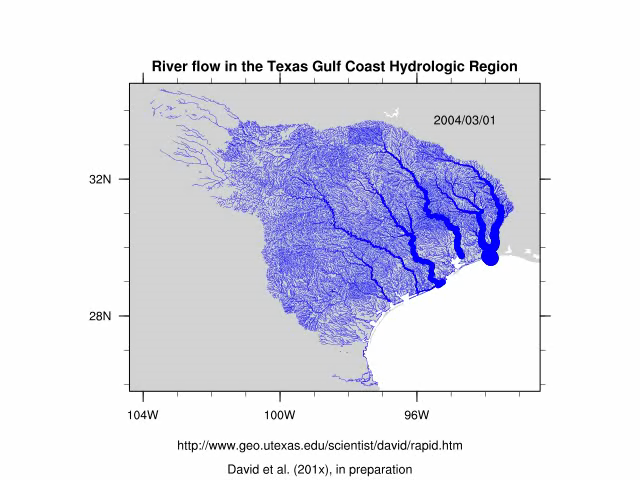 River flow in the Texas Gulf Coast Hydrologic Region
2004/03/01
32N
28N
104W 100W 96W
http://www.geo.utexas.edu/scientist/david/rapid.htm
David et al. (201x), in preparation